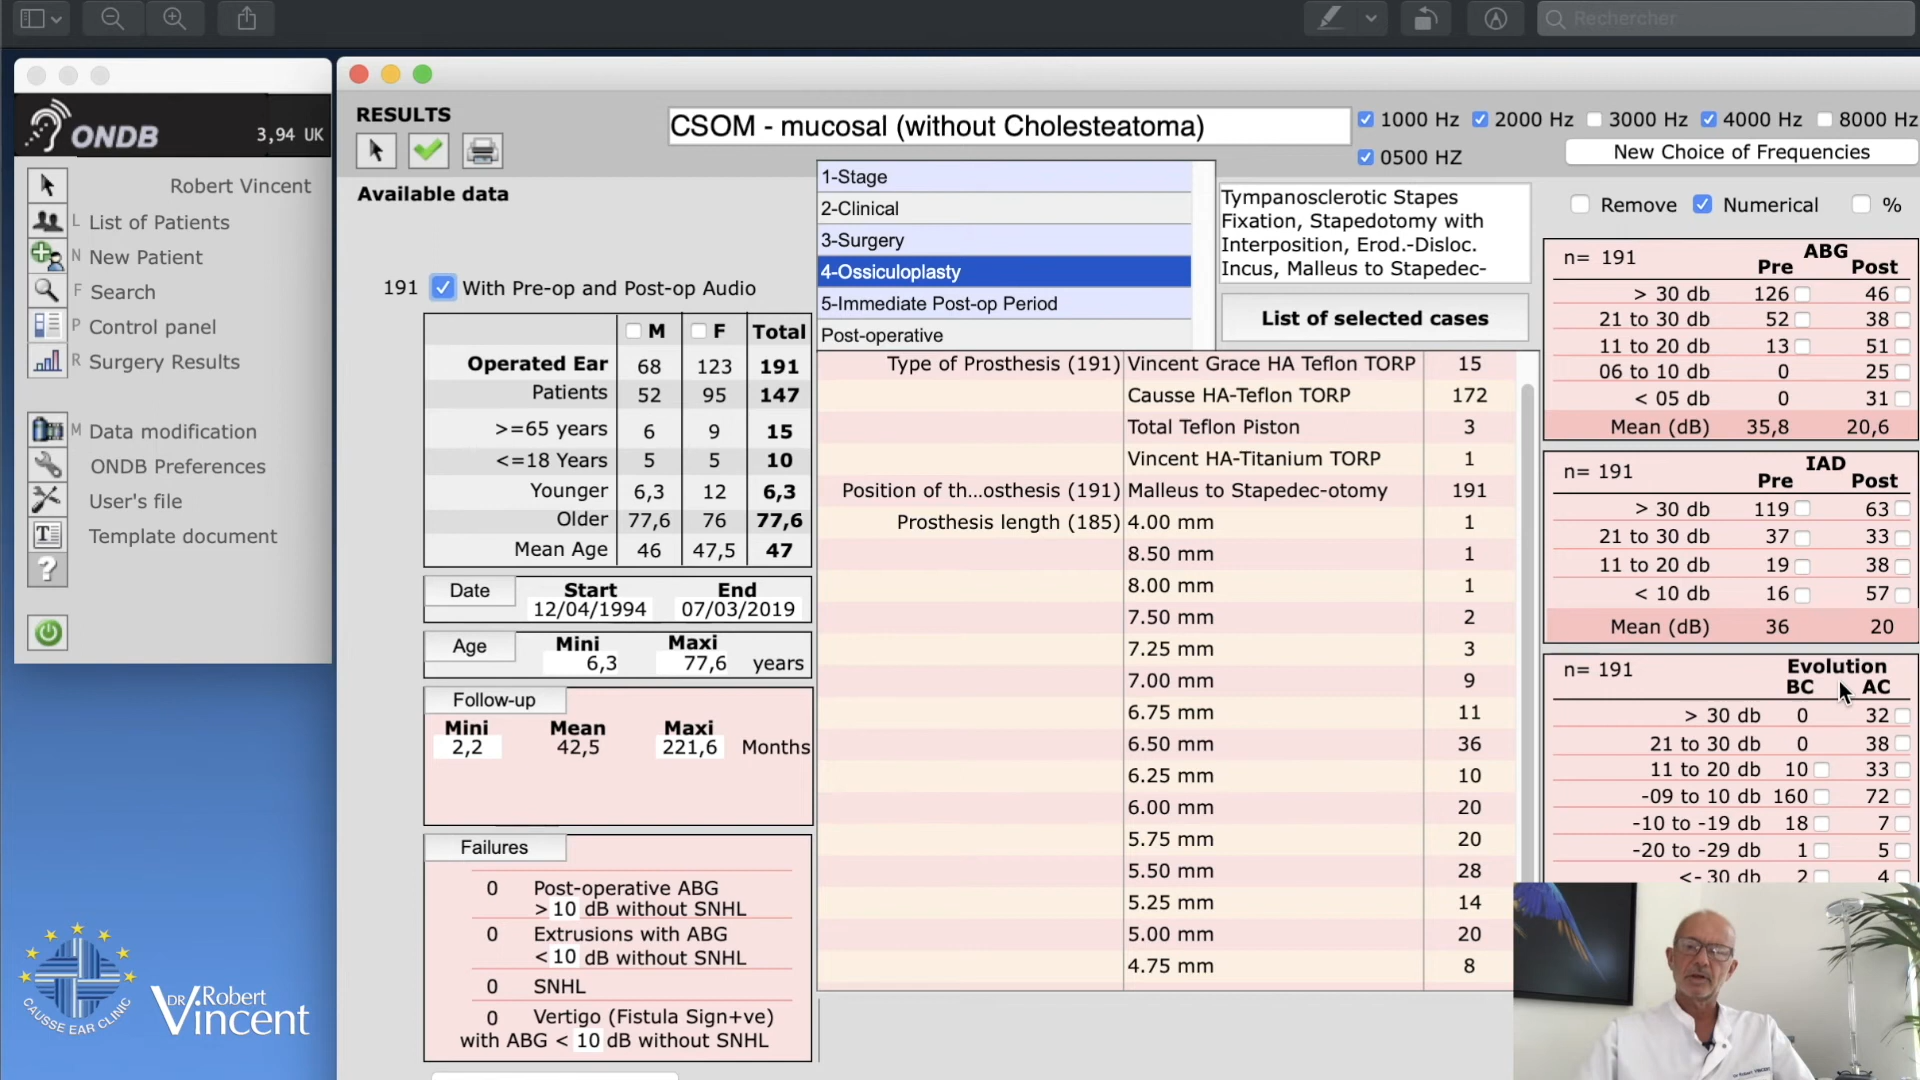 Rechercher
ONDB
3,94 UK
Robert Vincent
L List of Patients
N New Patient
F Search
P Control panel
R Surgery Results
M Data modification
ONDB Preferences
User's file
Template document
CAUSSE EAR CLINIC
DR Robert
Vincent
RESULTS
CSOM - mucosal (without Cholesteatoma)
1000 Hz 2000 Hz 3000 Hz 4000 Hz 8000 Hz
0500 HZ
New Choice of Frequencies
Remove Numerical %
Available data
191 With Pre-op and Post-op Audio
M F Total
Operated Ear 68 123 191
Patients 52 95 147
>=65 years 6 9 15
<=18 Years 5 5 10
Younger 6,3 12 6,3
Older 77,6 76 77,6
Mean Age 46 47,5 47
Date Start End
12/04/1994 07/03/2019
Age Mini Maxi
6,3 77,6 years
Follow-up
Mini Mean Maxi
2,2 42,5 221,6 Months
Failures
0 Post-operative ABG
> 10 dB without SNHL
0 Extrusions with ABG
< 10 dB without SNHL
0 SNHL
0 Vertigo (Fistula Sign+ve)
with ABG < 10 dB without SNHL
1-Stage
2-Clinical
3-Surgery
4-Ossiculoplasty
5-Immediate Post-op Period
Post-operative
Tympanosclerotic Stapes
Fixation, Stapedotomy with
Interposition, Erod.-Disloc.
Incus, Malleus to Stapedec-
List of selected cases
Type of Prosthesis (191) Vincent Grace HA Teflon TORP 15
Causse HA-Teflon TORP 172
Total Teflon Piston 3
Vincent HA-Titanium TORP 1
Position of th...osthesis (191) Malleus to Stapedec-otomy 191
Prosthesis length (185) 4.00 mm 1
8.50 mm 1
8.00 mm 1
7.50 mm 2
7.25 mm 3
7.00 mm 9
6.75 mm 11
6.50 mm 36
6.25 mm 10
6.00 mm 20
5.75 mm 20
5.50 mm 28
5.25 mm 14
5.00 mm 20
4.75 mm 8
n= 191 ABG
Pre Post
> 30 db 126 46
21 to 30 db 52 38
11 to 20 db 13 51
06 to 10 db 0 25
< 05 db 0 31
Mean (dB) 35,8 20,6
n= 191 IAD
Pre Post
> 30 db 119 63
21 to 30 db 37 33
11 to 20 db 19 38
< 10 db 16 57
Mean (dB) 36 20
n= 191 Evolution
BC AC
> 30 db 0 32
21 to 30 db 0 38
11 to 20 db 10 33
-09 to 10 db 160 72
-10 to -19 db 18 7
-20 to -29 db 1 5
<- 30 db 2 4